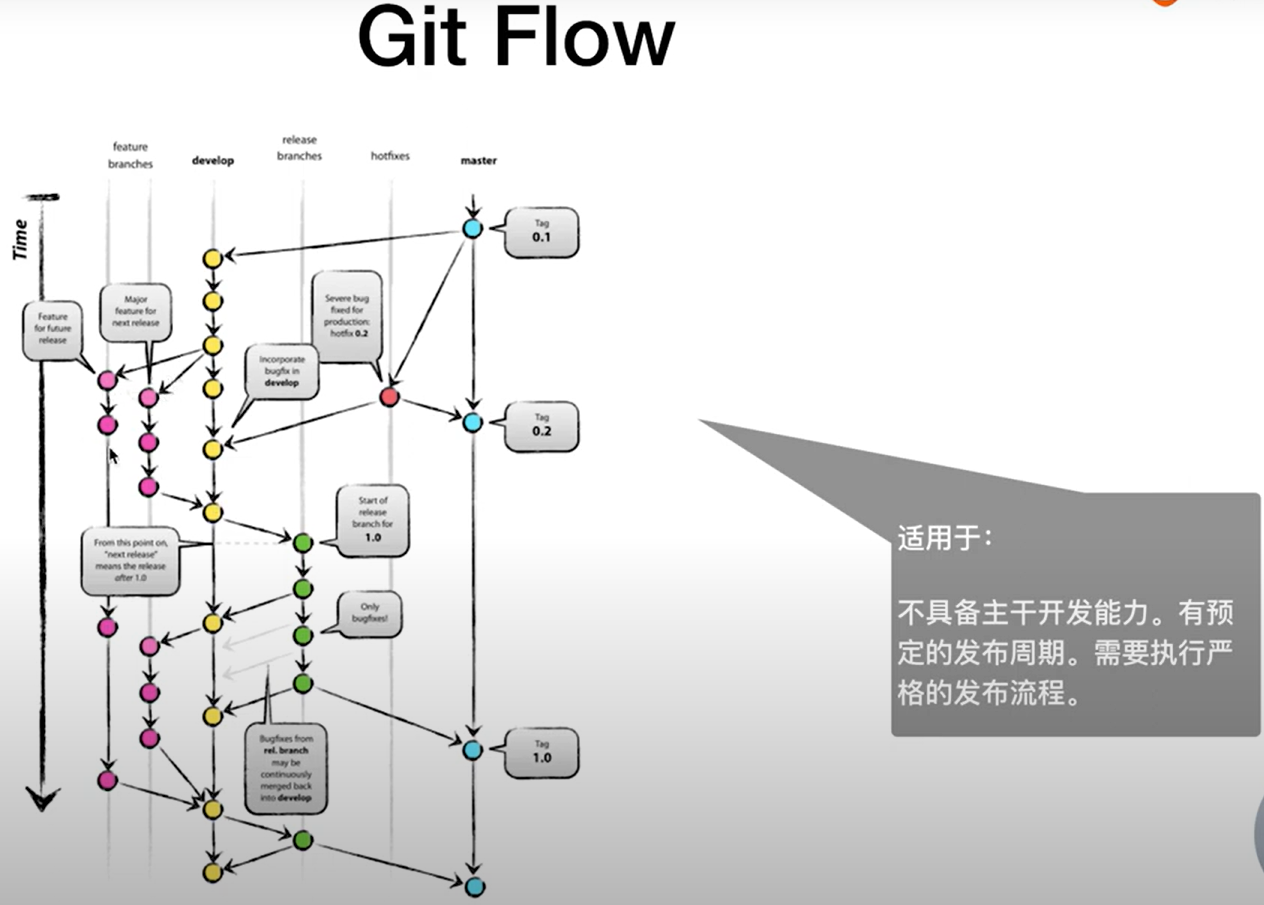 Git Flow
feature
branches
develop
release
branches
hotfixes
master
Time
Tag
0.1
Feature
for future
release
Major
feature for
next release
Severe bug
fixed for
production:
hotfix 0.2
Incorporate
bugfix in
develop
Tag
0.2
Start of
release
branch for
1.0
From this point on,
"next release"
means the release
after 1.0
Only
bugfixes!
Bugfixes from
rel. branch
may be
continuously
merged back
into develop
Tag
1.0
适用于：
不具备主干开发能力。有预
定的发布周期。需要执行严
格的发布流程。